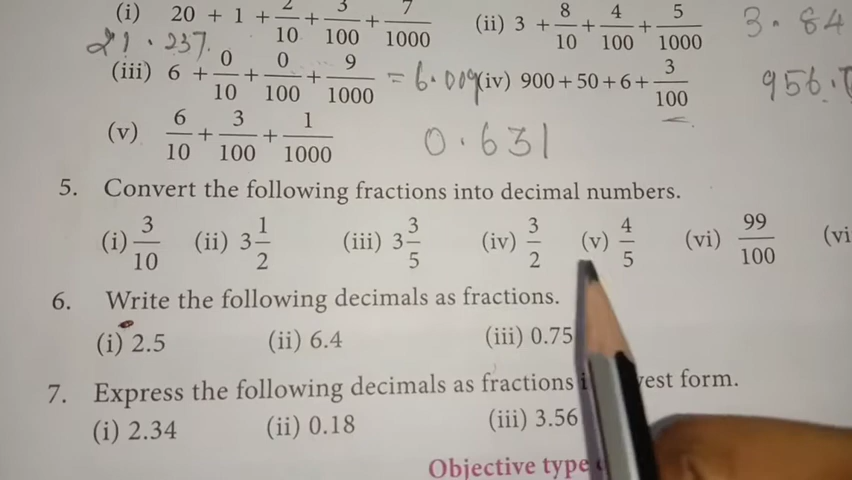 (i) 20 + 1 + 2/10 + 3/100 + 7/1000 (ii) 3 + 8/10 + 4/100 + 5/1000 3.84
21.237
(iii) 6 + 0/10 + 0/100 + 9/1000 = 6.009 (iv) 900 + 50 + 6 + 3/100 956.
(v) 6/10 + 3/100 + 1/1000 0.631
5. Convert the following fractions into decimal numbers.
(i) 3/10 (ii) 3 1/2 (iii) 3 3/5 (iv) 3/2 (v) 4/5 (vi) 99/100 (vi
6. Write the following decimals as fractions.
(i) 2.5 (ii) 6.4 (iii) 0.75
7. Express the following decimals as fractions i west form.
(i) 2.34 (ii) 0.18 (iii) 3.56
Objective type